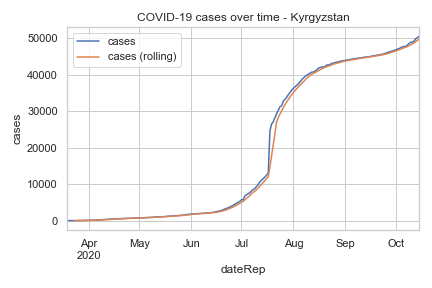 COVID-19 cases over time - Kyrgyzstan
cases
cases (rolling)
50000
40000
30000
20000
10000
0
cases
Apr
2020
May
Jun
Jul
Aug
Sep
Oct
dateRep